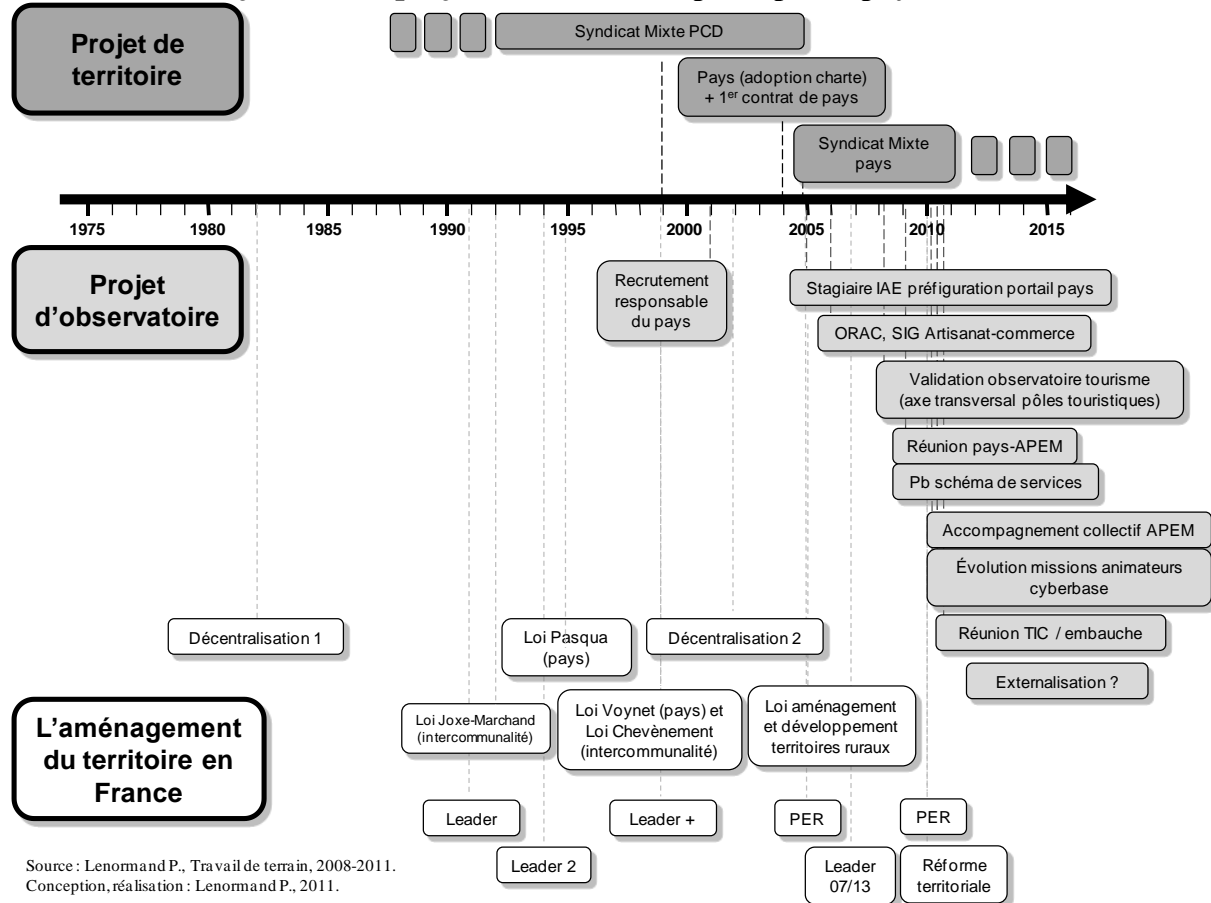 Projet de
territoire
Syndicat Mixte PCD
Pays (adoption charte)
+ 1er contrat de pays
Syndicat Mixte
pays
1975
1980
1985
1990
1995
2000
2005
2010
2015
Projet
d'observatoire
Recrutement
responsable
du pays
Stagiaire IAE préfiguration portail pays
ORAC, SIG Artisanat-commerce
Validation observatoire tourisme
(axe transversal pôles touristiques)
Réunion pays-APEM
Pb schéma de services
Accompagnement collectif APEM
Évolution missions animateurs
cyberbase
Réunion TIC / embauche
Externalisation ?
Décentralisation 1
Loi Pasqua
(pays)
Décentralisation 2
L'aménagement
du territoire en
France
Loi Joxe-Marchand
(intercommunalité)
Loi Voynet (pays) et
Loi Chevènement
(intercommunalité)
Loi aménagement
et développement
territoires ruraux
Leader
Leader +
PER
PER
Leader 2
Leader
07/13
Réforme
territoriale
Source : Lenormand P., Travail de terrain, 2008-2011.
Conception, réalisation : Lenormand P., 2011.